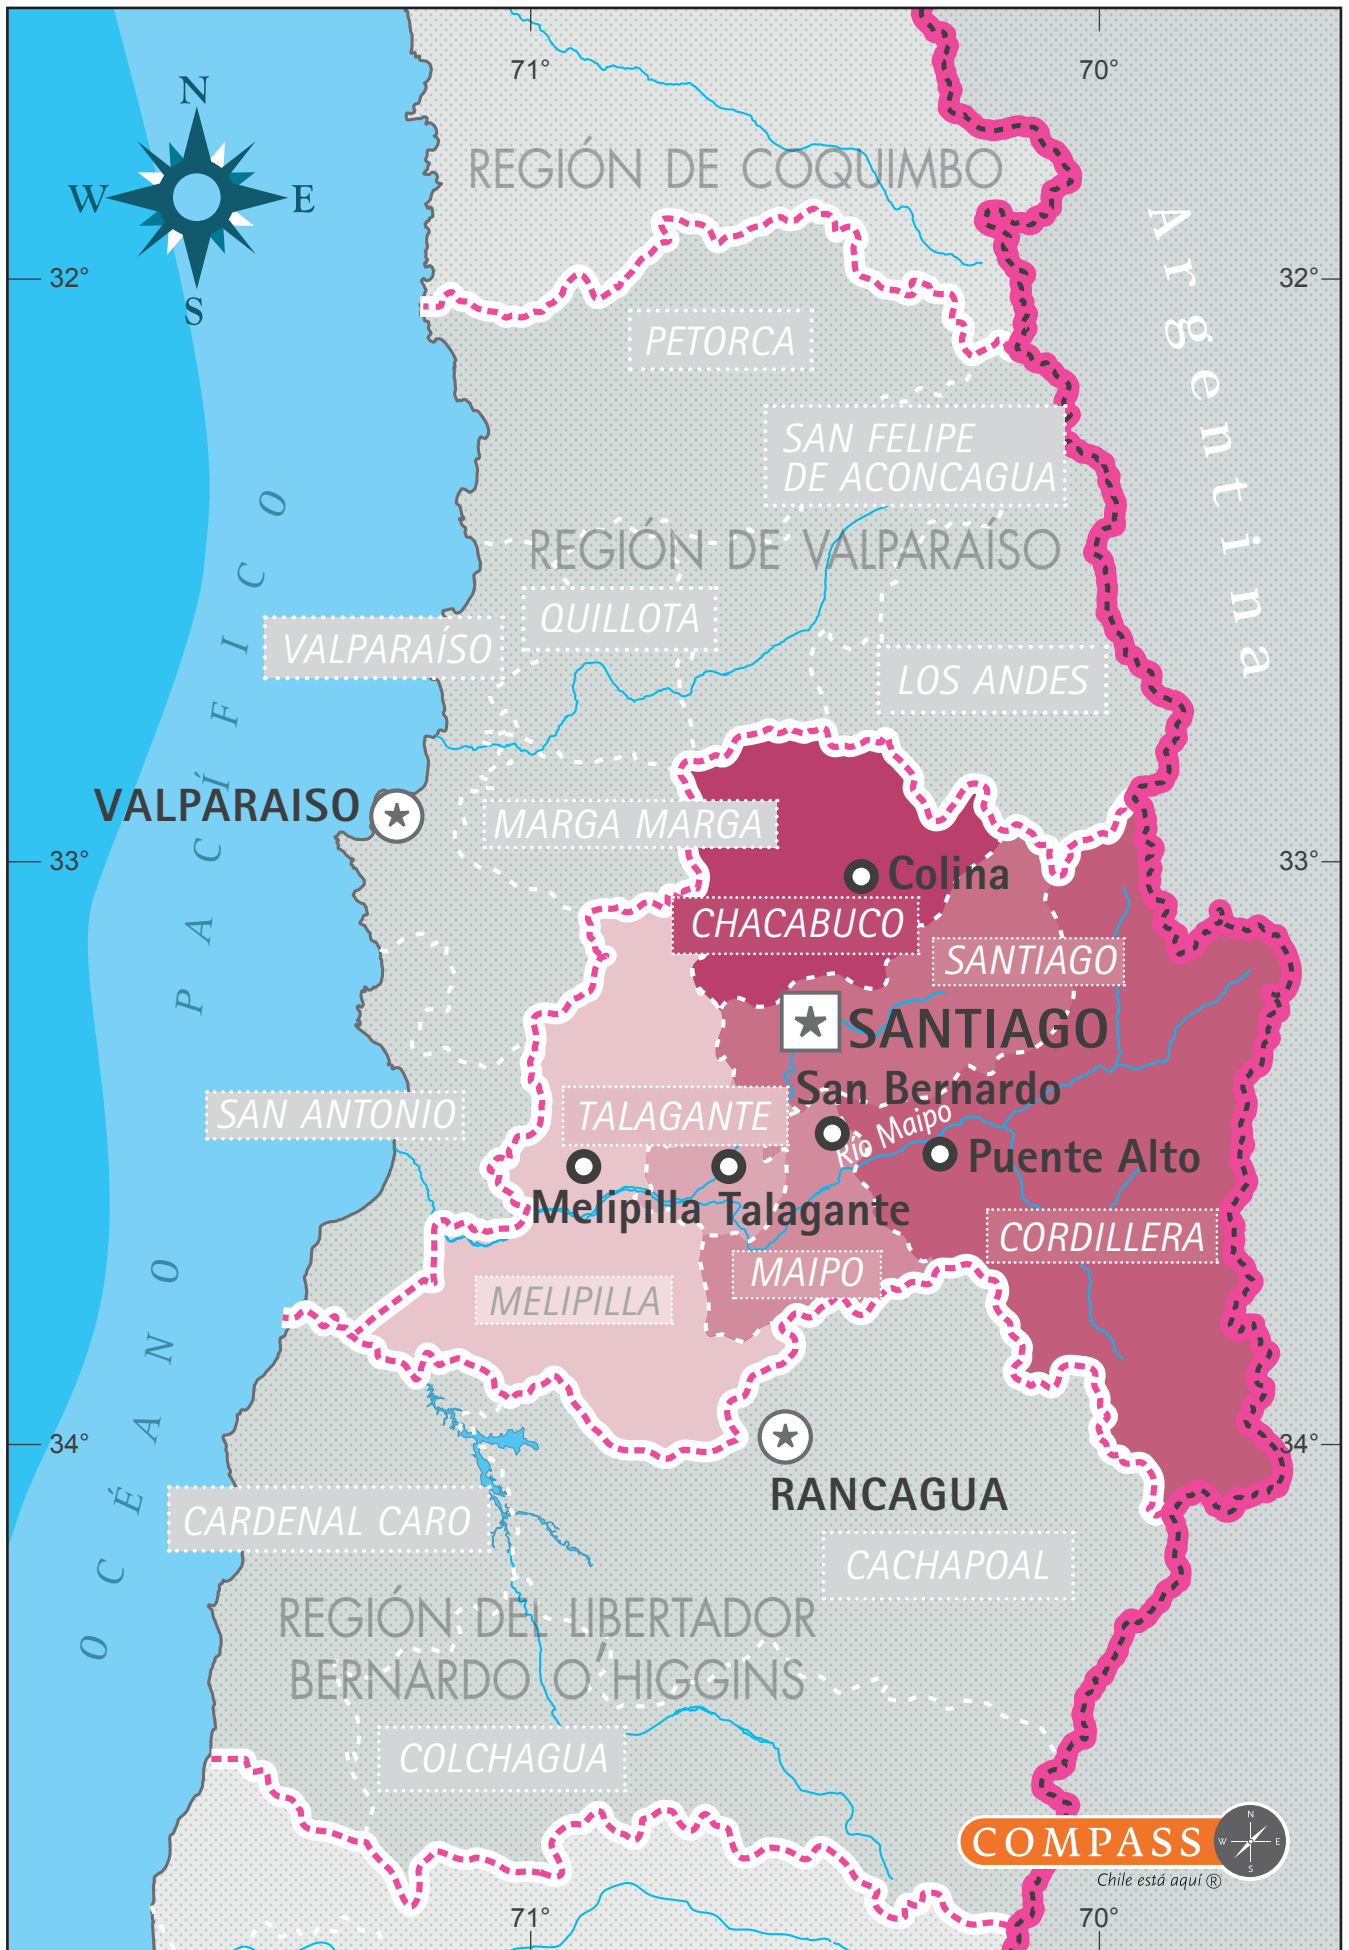 71°
70°
N
W
E
S
REGIÓN DE COQUIMBO
Argentina
32°
32°
PETORCA
SAN FELIPE
DE ACONCAGUA
REGIÓN DE VALPARAÍSO
QUILLOTA
VALPARAÍSO
LOS ANDES
OCÉANO PACÍFICO
VALPARAISO
MARGA MARGA
33°
33°
Colina
CHACABUCO
SANTIAGO
SANTIAGO
San Bernardo
SAN ANTONIO
TALAGANTE
Río Maipo
Puente Alto
Melipilla
Talagante
CORDILLERA
MAIPO
MELIPILLA
34°
34°
RANCAGUA
CARDENAL CARO
CACHAPOAL
REGIÓN DEL LIBERTADOR
BERNARDO O´HIGGINS
COLCHAGUA
COMPASS
N
W
E
S
Chile está aquí ®
71°
70°